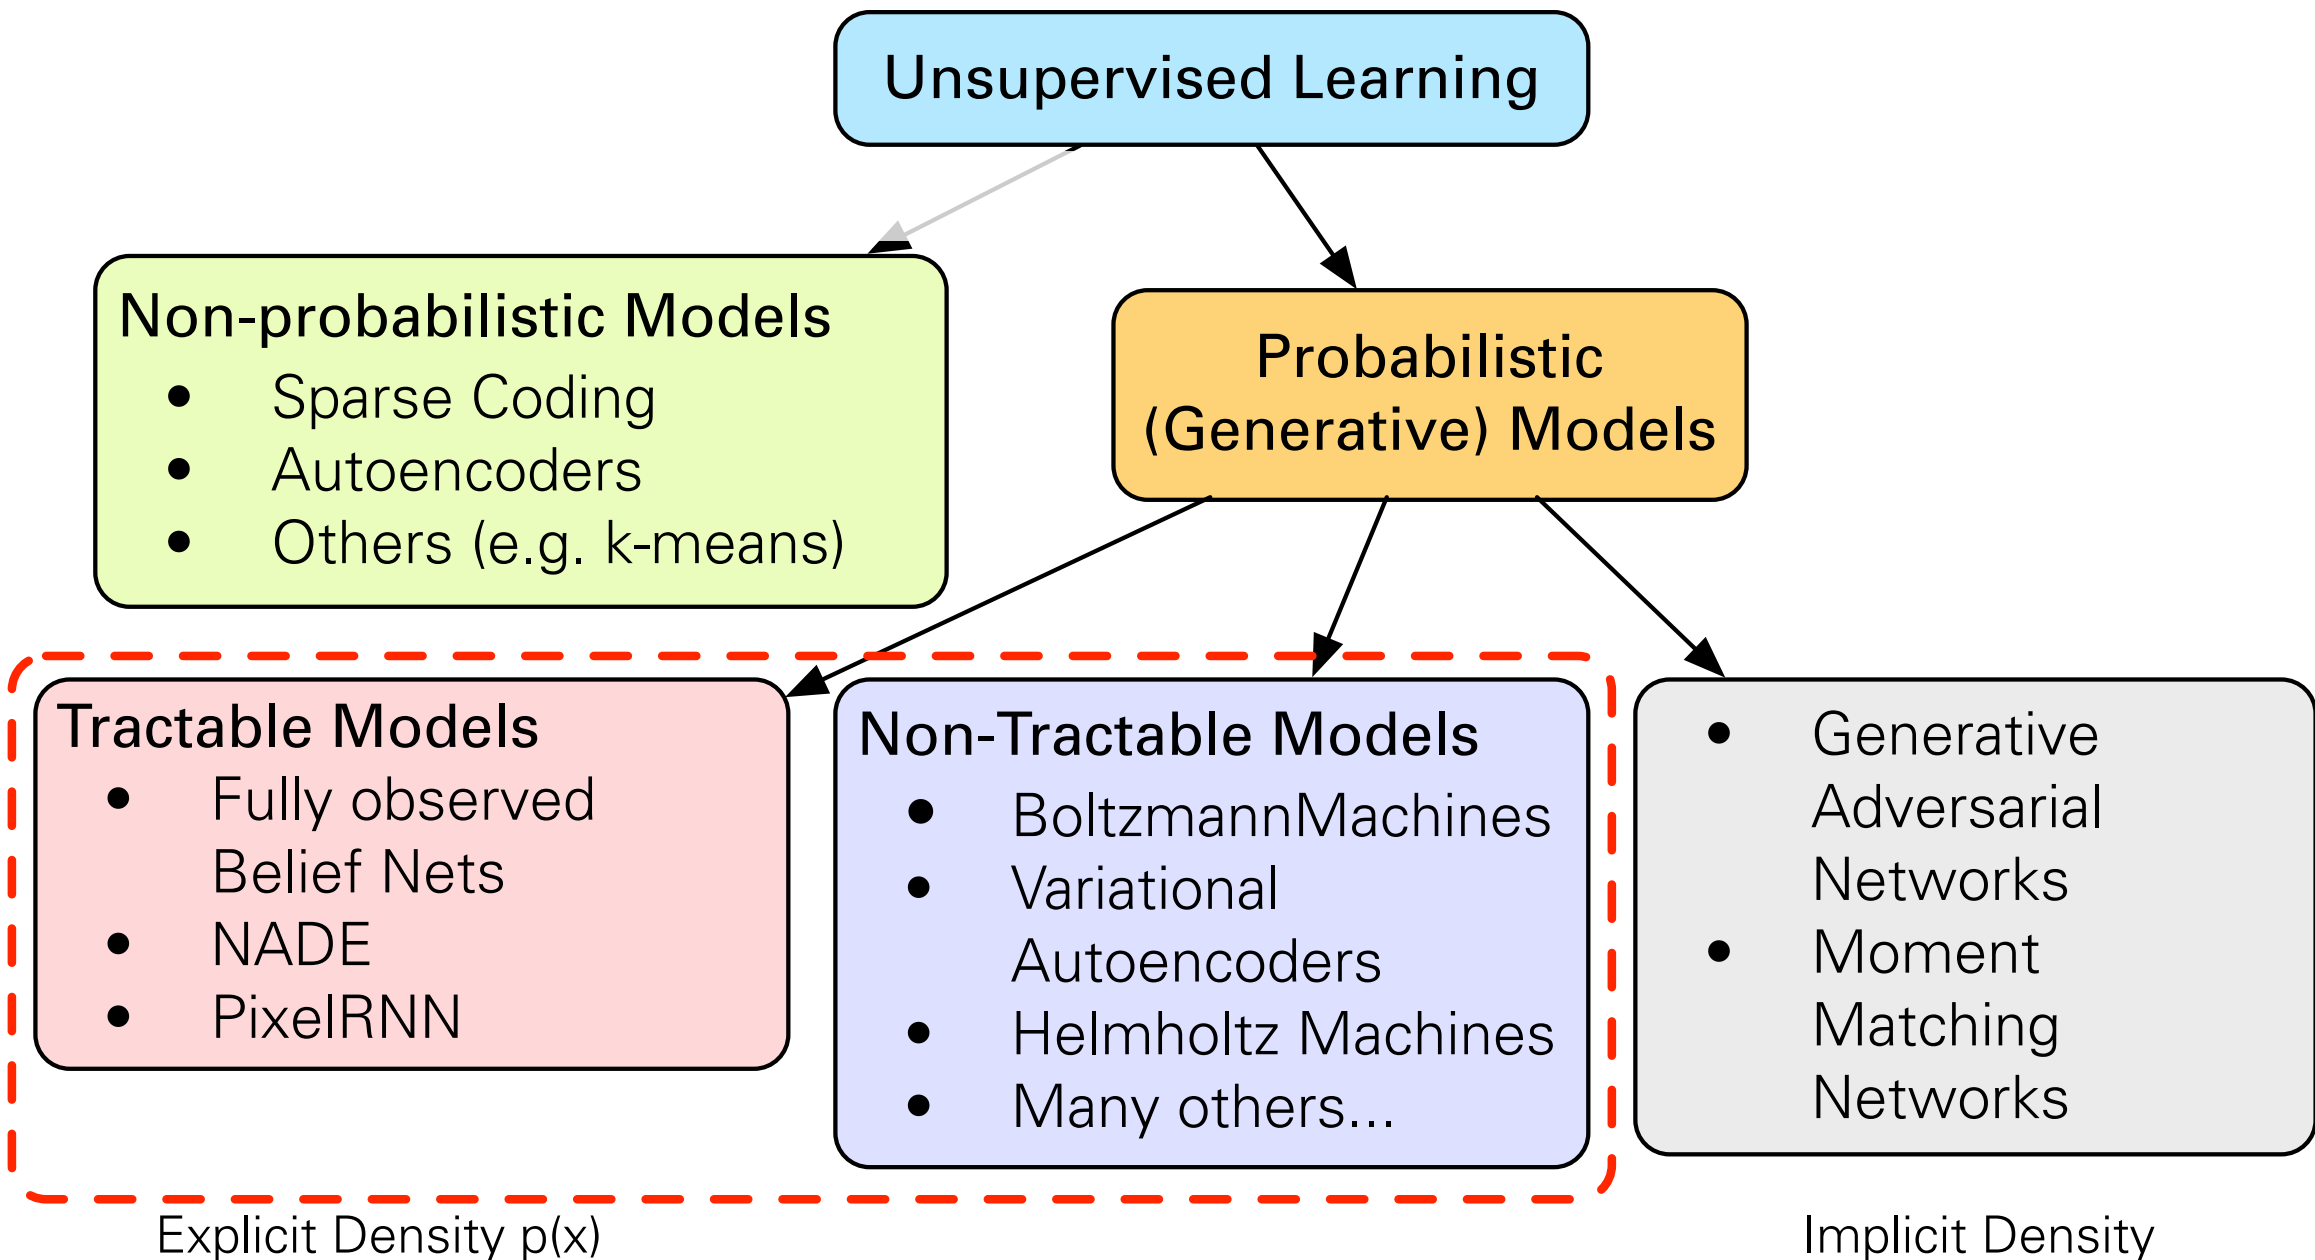 Unsupervised Learning
Non-probabilistic Models
• Sparse Coding
• Autoencoders
• Others (e.g. k-means)
Probabilistic
(Generative) Models
Tractable Models
• Fully observed
Belief Nets
• NADE
• PixelRNN
Non-Tractable Models
• BoltzmannMachines
• Variational
Autoencoders
• Helmholtz Machines
• Many others...
• Generative
Adversarial
Networks
• Moment
Matching
Networks
Explicit Density p(x)
Implicit Density